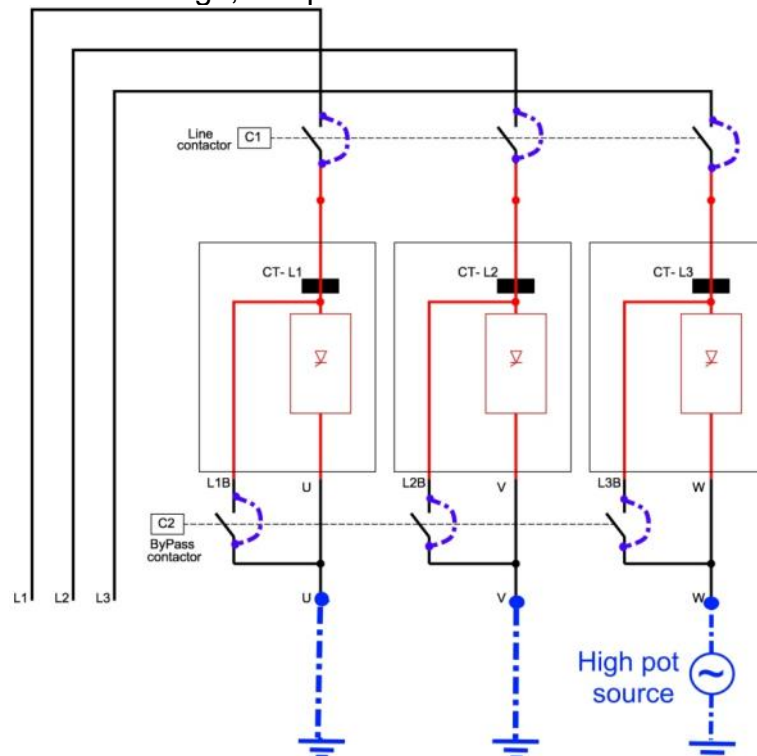 Line
contactor
C1
CT- L1
CT- L2
CT- L3
L1B
U
L2B
V
L3B
W
C2
ByPass
contactor
L1
L2
L3
U
V
W
High pot
source